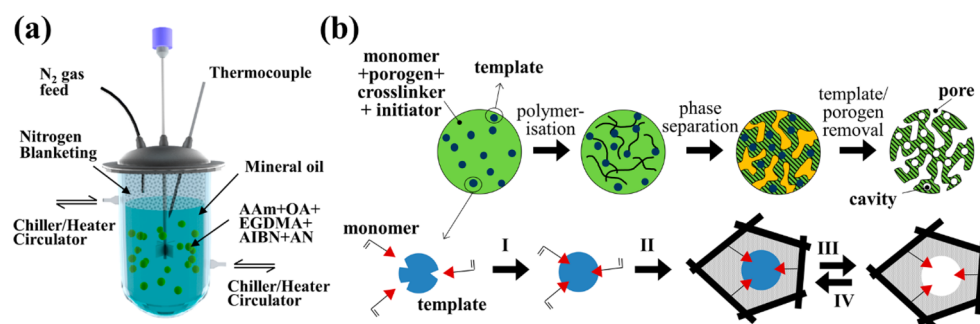 (a)
N₂ gas
feed
Thermocouple
Nitrogen
Blanketing
Mineral oil
Chiller/Heater
Circulator
AAm+OA+
EGDMA+
AIBN+AN
Chiller/Heater
Circulator
(b)
monomer
+porogen+
crosslinker
+ initiator
template
polymer-
isation
phase
separation
template/
porogen
removal
pore
cavity
monomer
template
I
II
III
IV